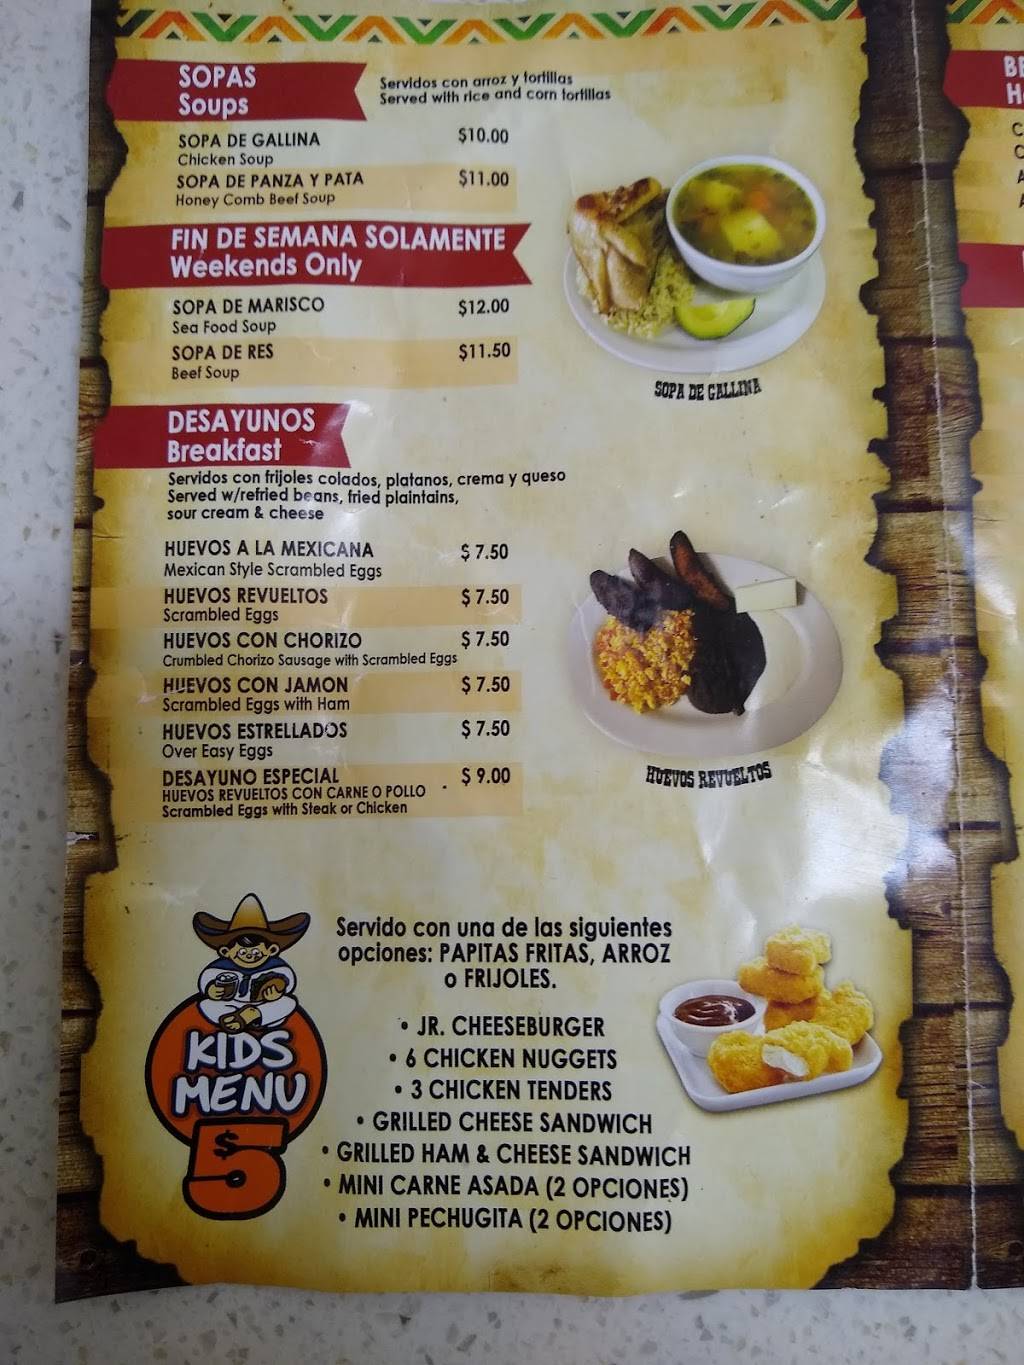 SOPAS
Soups
Servidos con arroz y tortillas
Served with rice and corn tortillas
SOPA DE GALLINA $10.00
Chicken Soup
SOPA DE PANZA Y PATA $11.00
Honey Comb Beef Soup
FIN DE SEMANA SOLAMENTE
Weekends Only
SOPA DE MARISCO $12.00
Sea Food Soup
SOPA DE RES $11.50
Beef Soup
SOPA DE GALLINA
DESAYUNOS
Breakfast
Servidos con frijoles colados, platanos, crema y queso
Served w/refried beans, fried plaintains,
sour cream & cheese
HUEVOS A LA MEXICANA $ 7.50
Mexican Style Scrambled Eggs
HUEVOS REVUELTOS $ 7.50
Scrambled Eggs
HUEVOS CON CHORIZO $ 7.50
Crumbled Chorizo Sausage with Scrambled Eggs
HUEVOS CON JAMON $ 7.50
Scrambled Eggs with Ham
HUEVOS ESTRELLADOS $ 7.50
Over Easy Eggs
DESAYUNO ESPECIAL $ 9.00
HUEVOS REVUELTOS CON CARNE O POLLO
Scrambled Eggs with Steak or Chicken
HUEVOS REVUELTOS
KIDS
MENU
$5
Servido con una de las siguientes
opciones: PAPITAS FRITAS, ARROZ
o FRIJOLES.
• JR. CHEESEBURGER
• 6 CHICKEN NUGGETS
• 3 CHICKEN TENDERS
• GRILLED CHEESE SANDWICH
• GRILLED HAM & CHEESE SANDWICH
• MINI CARNE ASADA (2 OPCIONES)
• MINI PECHUGITA (2 OPCIONES)